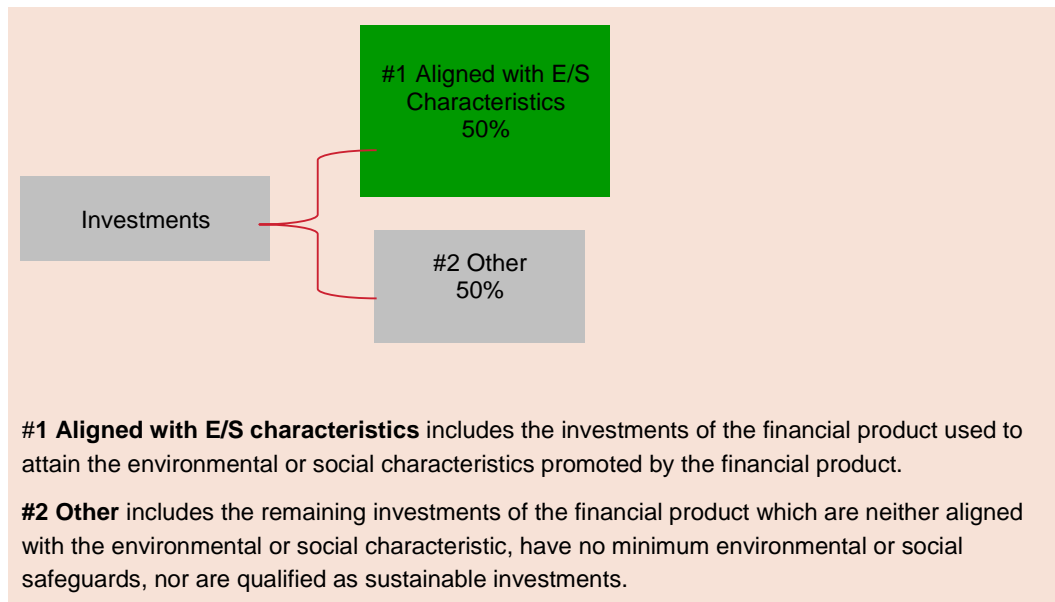 #1 Aligned with E/S
Characteristics
50%
Investments
#2 Other
50%
#1 Aligned with E/S characteristics includes the investments of the financial product used to
attain the environmental or social characteristics promoted by the financial product.
#2 Other includes the remaining investments of the financial product which are neither aligned
with the environmental or social characteristic, have no minimum environmental or social
safeguards, nor are qualified as sustainable investments.